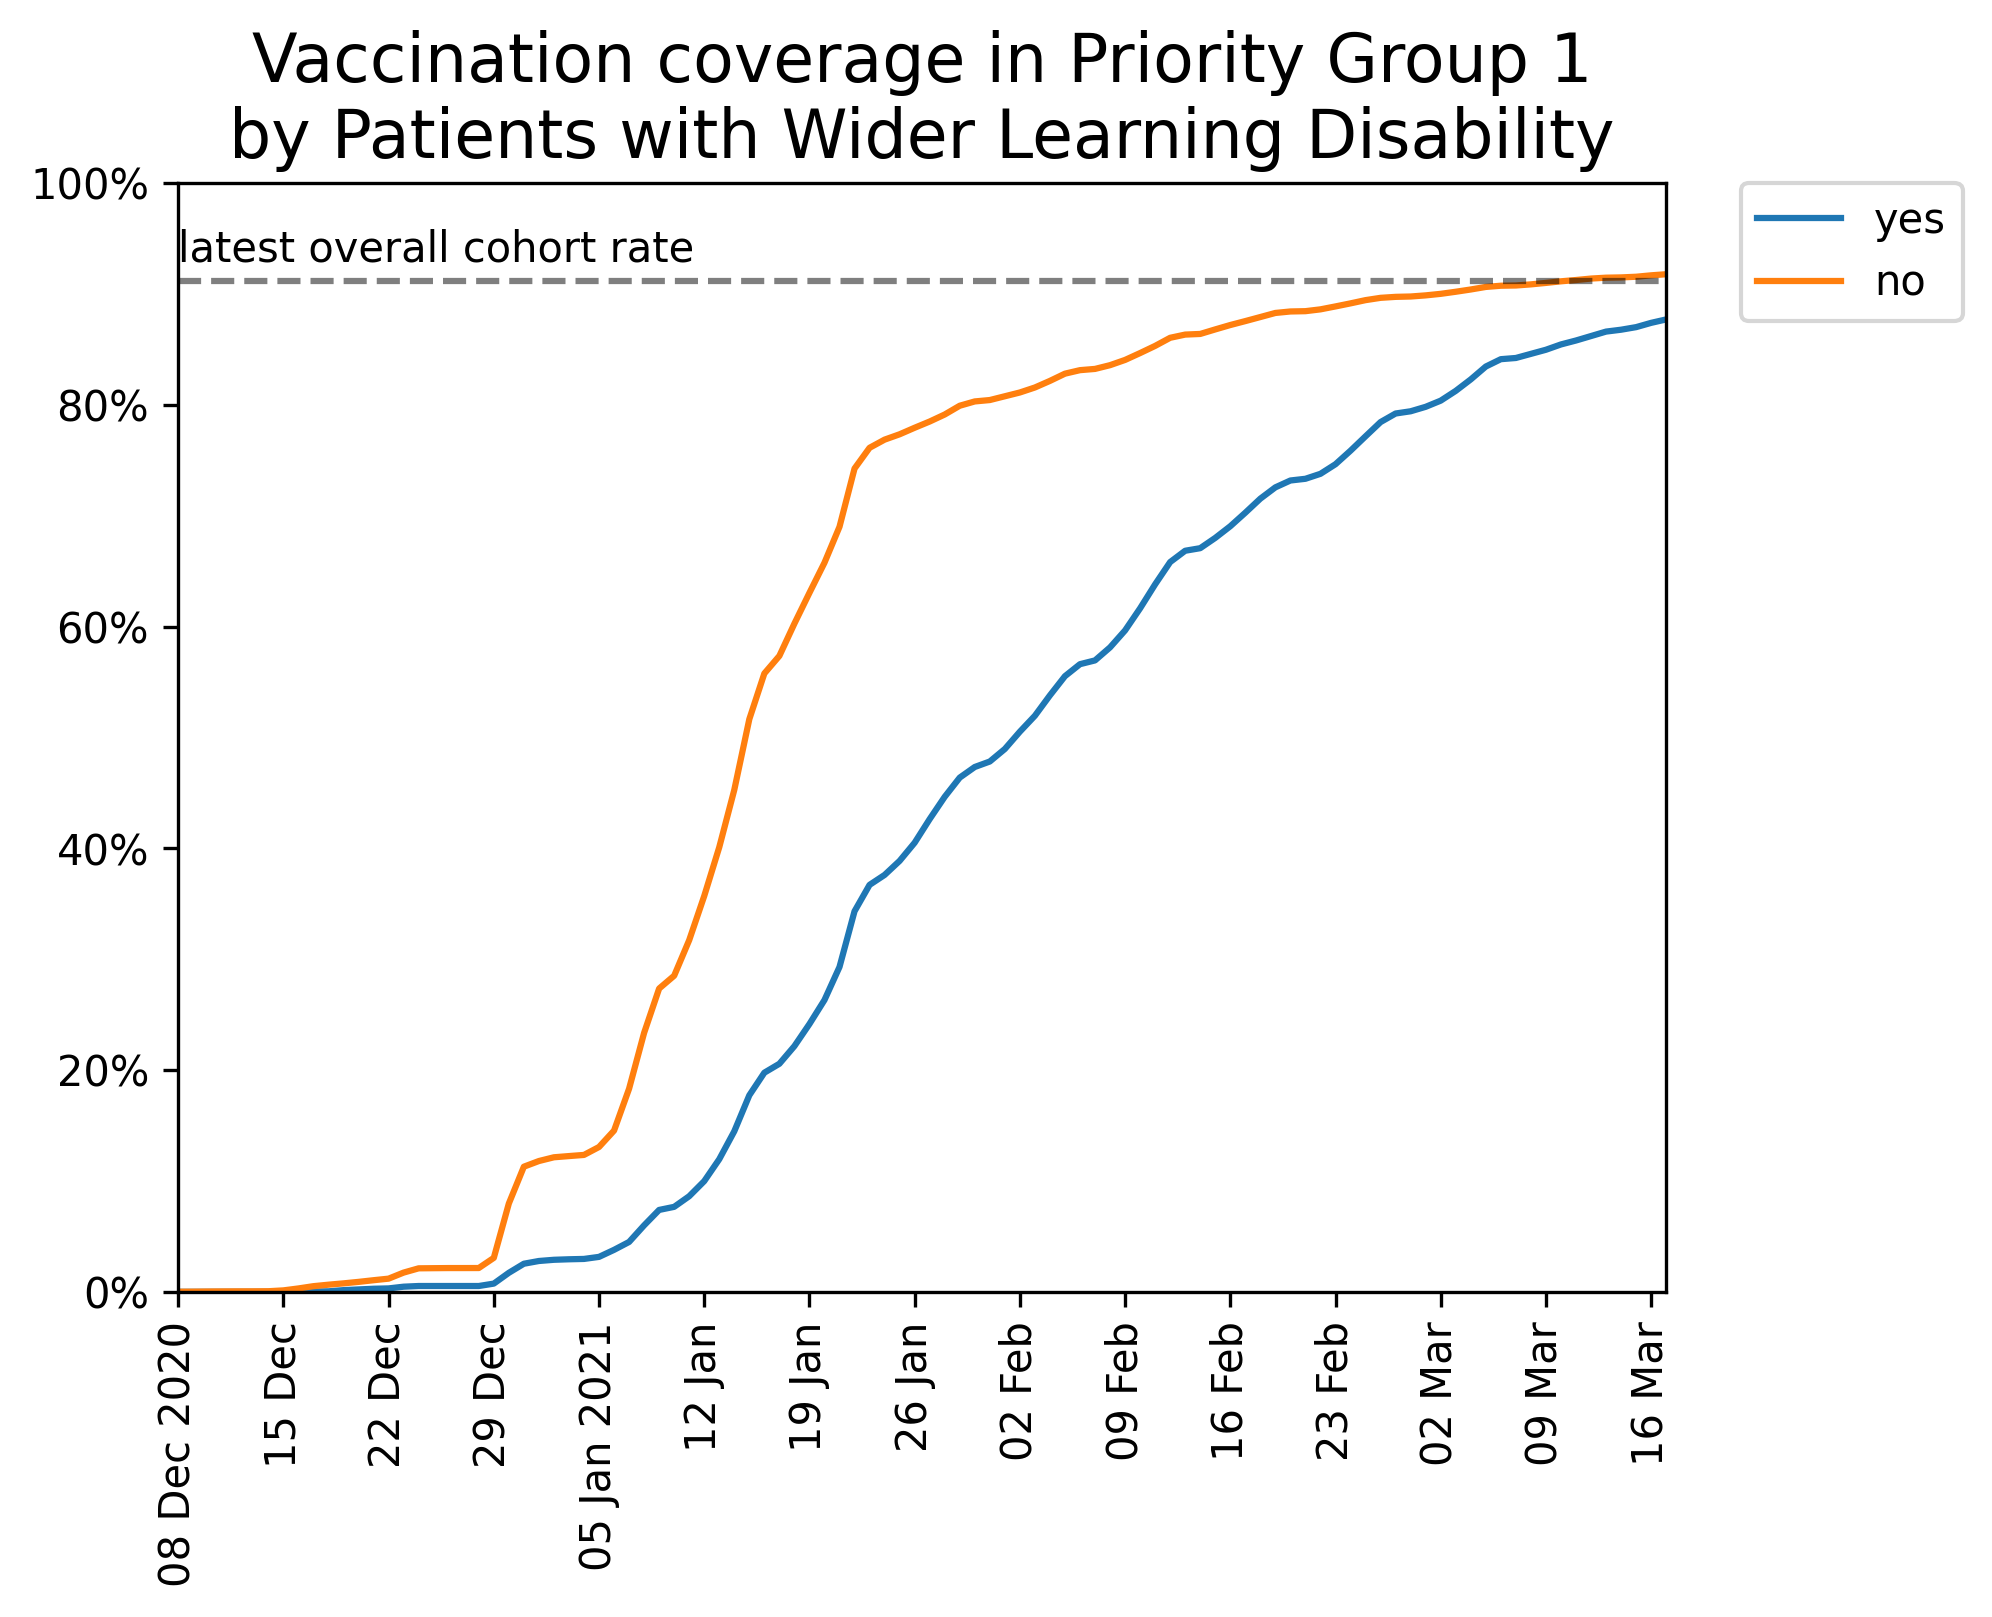 Vaccination coverage in Priority Group 1
by Patients with Wider Learning Disability
100%
80%
60%
40%
20%
0%
latest overall cohort rate
yes
no
08 Dec 2020
15 Dec
22 Dec
29 Dec
05 Jan 2021
12 Jan
19 Jan
26 Jan
02 Feb
09 Feb
16 Feb
23 Feb
02 Mar
09 Mar
16 Mar